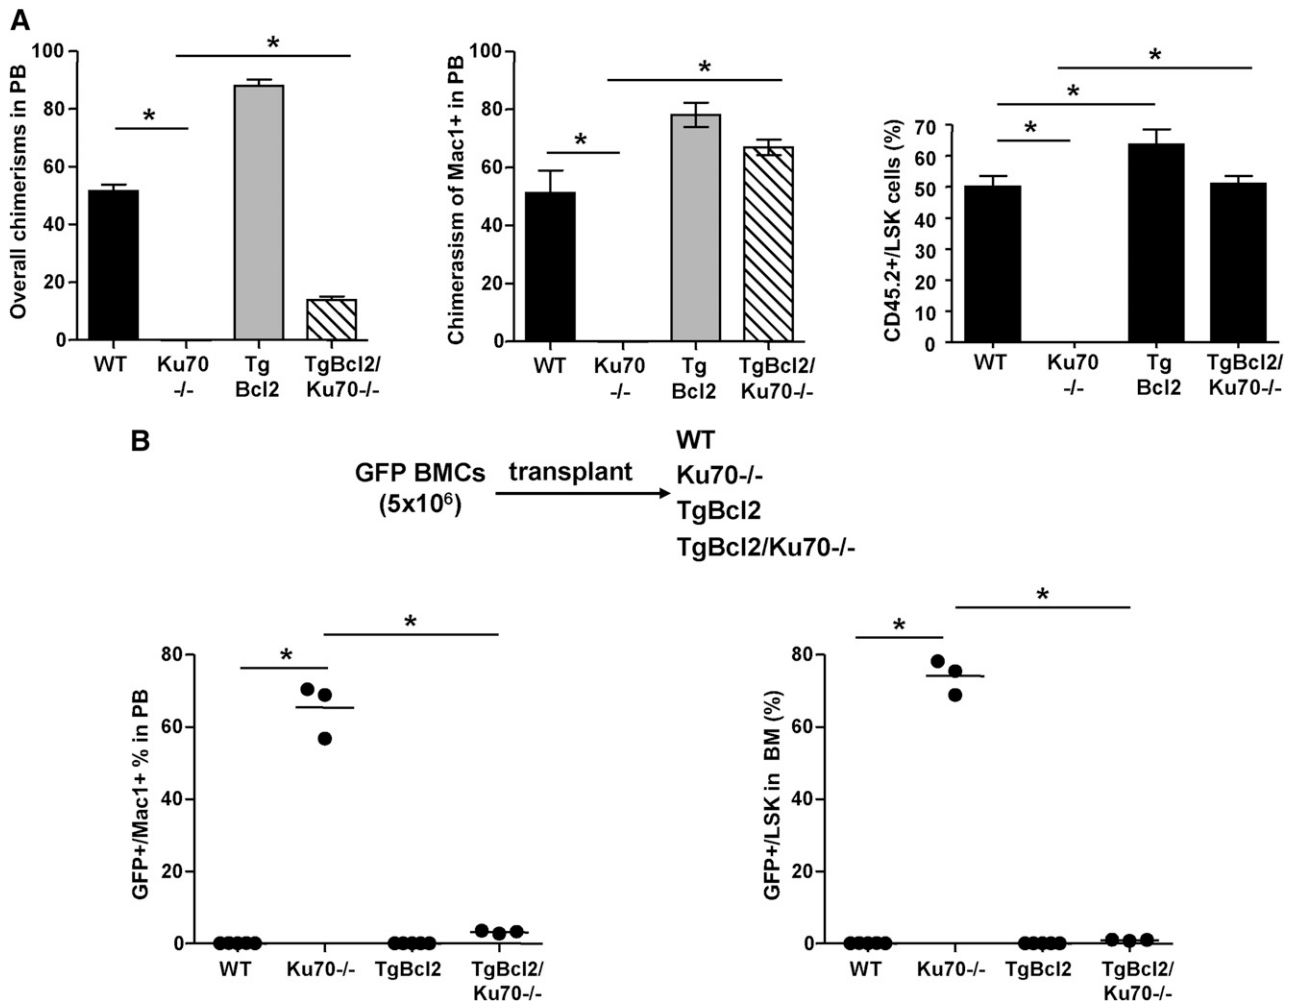 A
Overall chimerisms in PB
100
80
60
40
20
0
*
*
WT
Ku70
-/-
Tg
Bcl2
TgBcl2/
Ku70-/-
Chimerasism of Mac1+ in PB
100
80
60
40
20
0
*
*
WT
Ku70
-/-
Tg
Bcl2
TgBcl2/
Ku70-/-
CD45.2+/LSK cells (%)
70
60
50
40
30
20
10
0
*
*
*
WT
Ku70
-/-
Tg
Bcl2
TgBcl2/
Ku70-/-
B
GFP BMCs
(5x10⁶)
transplant
WT
Ku70-/-
TgBcl2
TgBcl2/Ku70-/-
GFP+/Mac1+ % in PB
80
60
40
20
0
*
*
WT
Ku70-/-
TgBcl2
TgBcl2/
Ku70-/-
GFP+/LSK in BM (%)
80
60
40
20
0
*
*
WT
Ku70-/-
TgBcl2
TgBcl2/
Ku70-/-